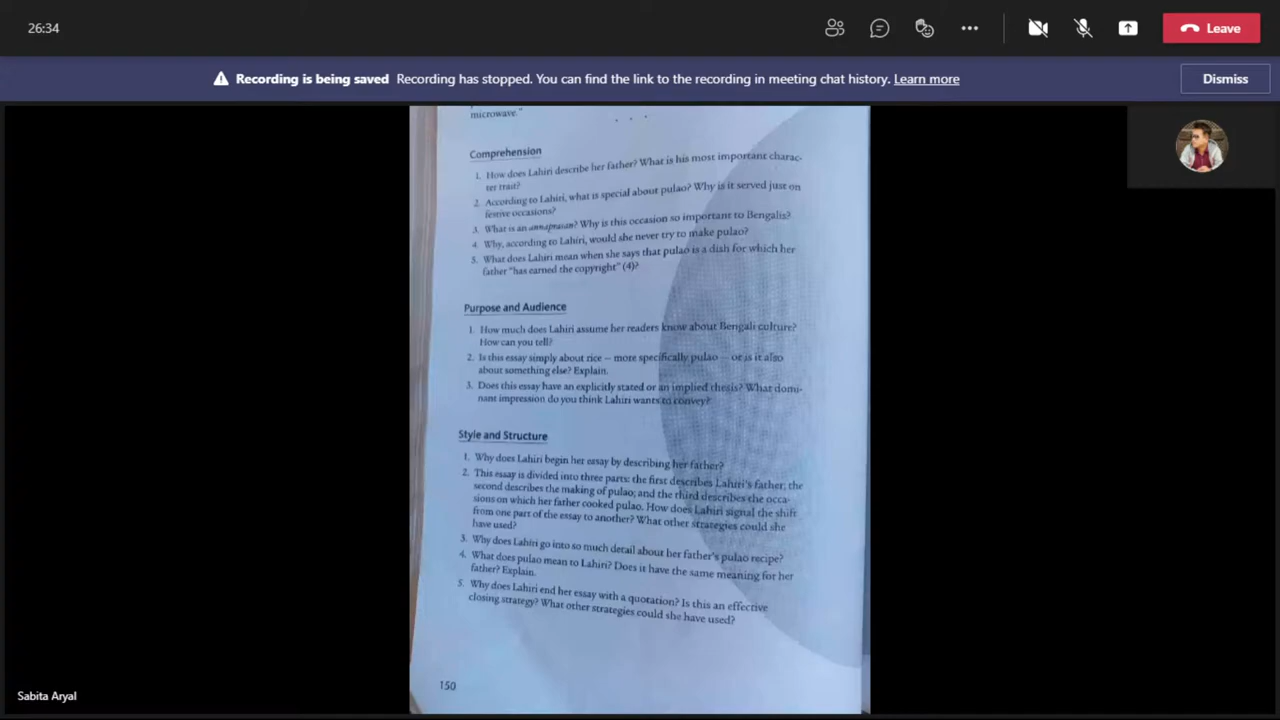 26:34
Leave
Recording is being saved Recording has stopped. You can find the link to the recording in meeting chat history. Learn more
Dismiss
microwave."
. . .
Comprehension
1. How does Lahiri describe her father? What is his most important charac-
ter trait?
2. According to Lahiri, what is special about pulao? Why is it served just on
festive occasions?
3. What is an annaprasan? Why is this occasion so important to Bengalis?
4. Why, according to Lahiri, would she never try to make pulao?
5. What does Lahiri mean when she says that pulao is a dish for which her
father "has earned the copyright" (4)?
Purpose and Audience
1. How much does Lahiri assume her readers know about Bengali culture?
How can you tell?
2. Is this essay simply about rice – more specifically pulao – or is it also
about something else? Explain.
3. Does this essay have an explicitly stated or an implied thesis? What domi-
nant impression do you think Lahiri wants to convey?
Style and Structure
1. Why does Lahiri begin her essay by describing her father?
2. This essay is divided into three parts: the first describes Lahiri's father; the
second describes the making of pulao; and the third describes the occa-
sions on which her father cooked pulao. How does Lahiri signal the shift
from one part of the essay to another? What other strategies could she
have used?
3. Why does Lahiri go into so much detail about her father's pulao recipe?
4. What does pulao mean to Lahiri? Does it have the same meaning for her
father? Explain.
5. Why does Lahiri end her essay with a quotation? Is this an effective
closing strategy? What other strategies could she have used?
150
Sabita Aryal